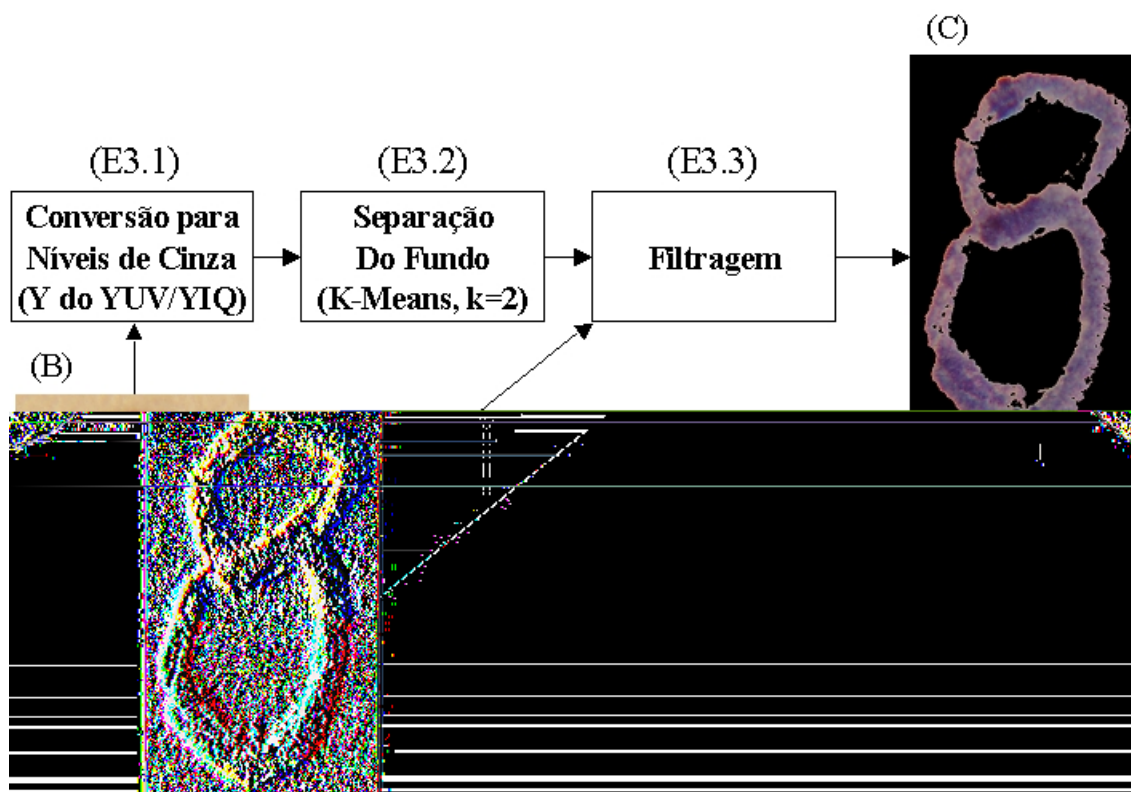 (C)
(E3.1)
(E3.2)
(E3.3)
Conversão para
Níveis de Cinza
(Y do YUV/YIQ)
Separação
Do Fundo
(K-Means, k=2)
Filtragem
(B)